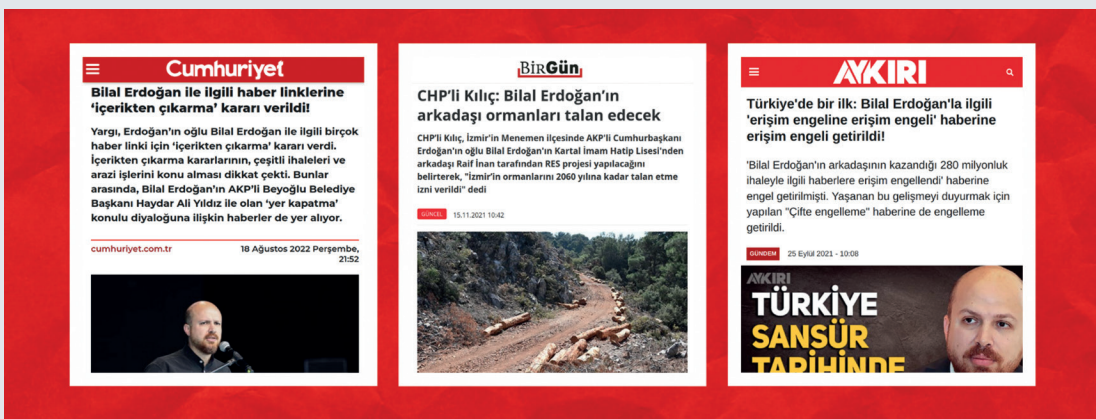 Cumhuriyet
Bilal Erdoğan ile ilgili haber linklerine
‘içerikten çıkarma’ kararı verildi!
Yargı, Erdoğan’ın oğlu Bilal Erdoğan ile ilgili birçok
haber linki için ‘içerikten çıkarma’ kararı verdi.
İçerikten çıkarma kararlarının, çeşitli ihaleleri ve
arazi işlerini konu alması dikkat çekti. Bunlar
arasında, Bilal Erdoğan’ın AKP’li Beyoğlu Belediye
Başkanı Haydar Ali Yıldız ile olan ‘yer kapatma’
konulu diyaloğuna ilişkin haberler de yer alıyor.
cumhuriyet.com.tr
18 Ağustos 2022 Perşembe,
21:52
BirGün
CHP’li Kılıç: Bilal Erdoğan’ın
arkadaşı ormanları talan edecek
CHP’li Kılıç, İzmir’in Menemen ilçesinde AKP’li Cumhurbaşkanı
Erdoğan’ın oğlu Bilal Erdoğan’ın Kartal İmam Hatip Lisesi’nden
arkadaşı Raif İnan tarafından RES projesi yapılacağını
belirterek, "İzmir’in ormanlarını 2060 yılına kadar talan etme
izni verildi" dedi
GÜNCEL 15.11.2021 10:42
AYKIRI
Türkiye'de bir ilk: Bilal Erdoğan'la ilgili
'erişim engeline erişim engeli' haberine
erişim engeli getirildi!
'Bilal Erdoğan'ın arkadaşının kazandığı 280 milyonluk
ihaleyle ilgili haberlere erişim engellendi' haberine
engel getirilmişti. Yaşanan bu gelişmeyi duyurmak için
yapılan "Çifte engelleme" haberine de engelleme
getirildi.
GÜNDEM 25 Eylül 2021 - 10:08
AYKIRI
TÜRKİYE
SANSÜR
TARİHİNDE